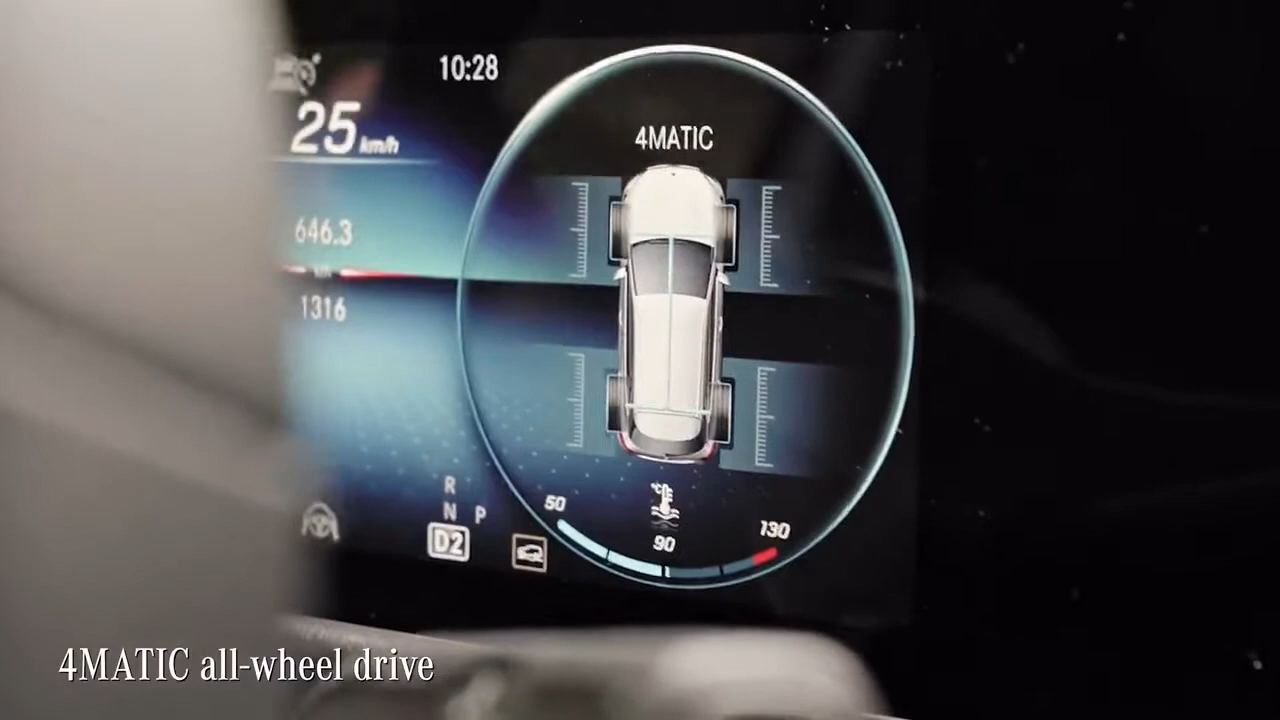 10:28
25 km/h
4MATIC
646.3
1316
R
N P
D2
50
°C
130
90
4MATIC all-wheel drive